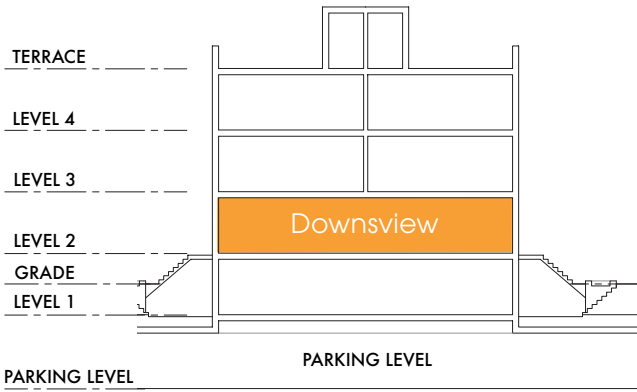 TERRACE
LEVEL 4
LEVEL 3
Downsview
LEVEL 2
GRADE
LEVEL 1
PARKING LEVEL
PARKING LEVEL